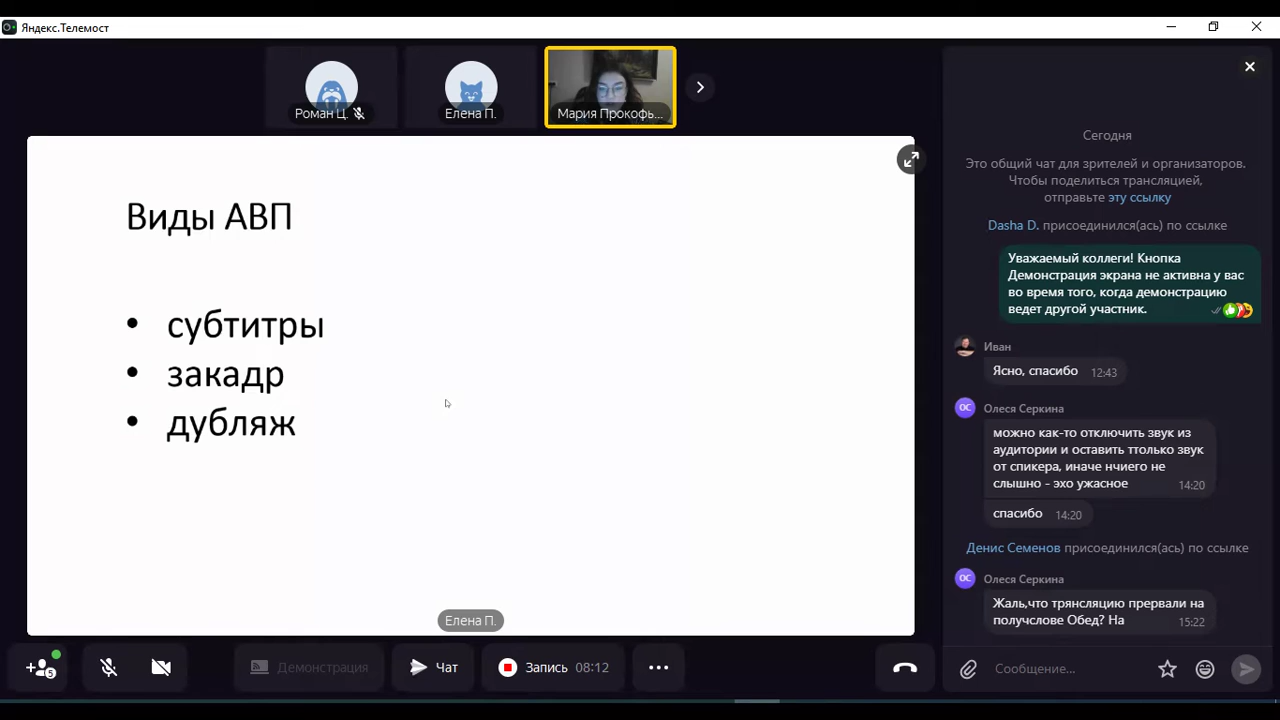 Яндекс.Телемост
Роман Ц.
Елена П.
Мария Прокофь...
Виды АВП
• субтитры
• закадр
• дубляж
Елена П.
5
Демонстрация
Чат
Запись 08:12
Сегодня
Это общий чат для зрителей и организаторов.
Чтобы поделиться трансляцией,
отправьте эту ссылку
Dasha D. присоединился(ась) по ссылке
Уважаемый коллеги! Кнопка
Демонстрация экрана не активна у вас
во время того, когда демонстрацию
ведет другой участник.
Иван
Ясно, спасибо 12:43
ОС Олеся Серкина
можно как-то отключить звук из
аудитории и оставить ттолько звук
от спикера, иначе нчиего не
слышно - эхо ужасное 14:20
спасибо 14:20
Денис Семенов присоединился(ась) по ссылке
ОС Олеся Серкина
Жаль,что трянсляцию прервали на
получслове Обед? На 15:22
Сообщение...